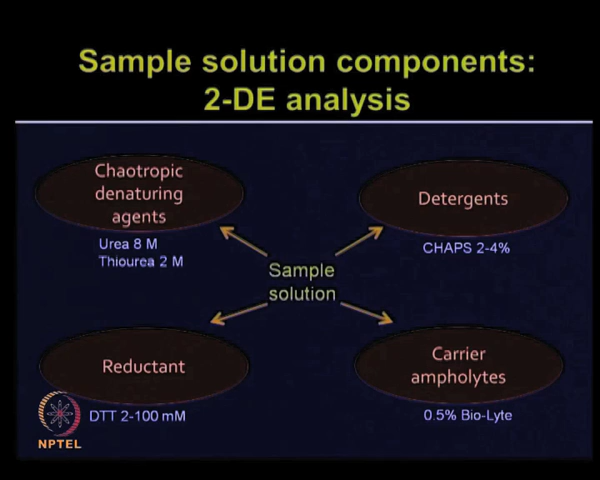 Sample solution components:
2-DE analysis
Chaotropic
denaturing
agents
Urea 8 M
Thiourea 2 M
Detergents
CHAPS 2-4%
Sample
solution
Reductant
DTT 2-100 mM
Carrier
ampholytes
0.5% Bio-Lyte
NPTEL